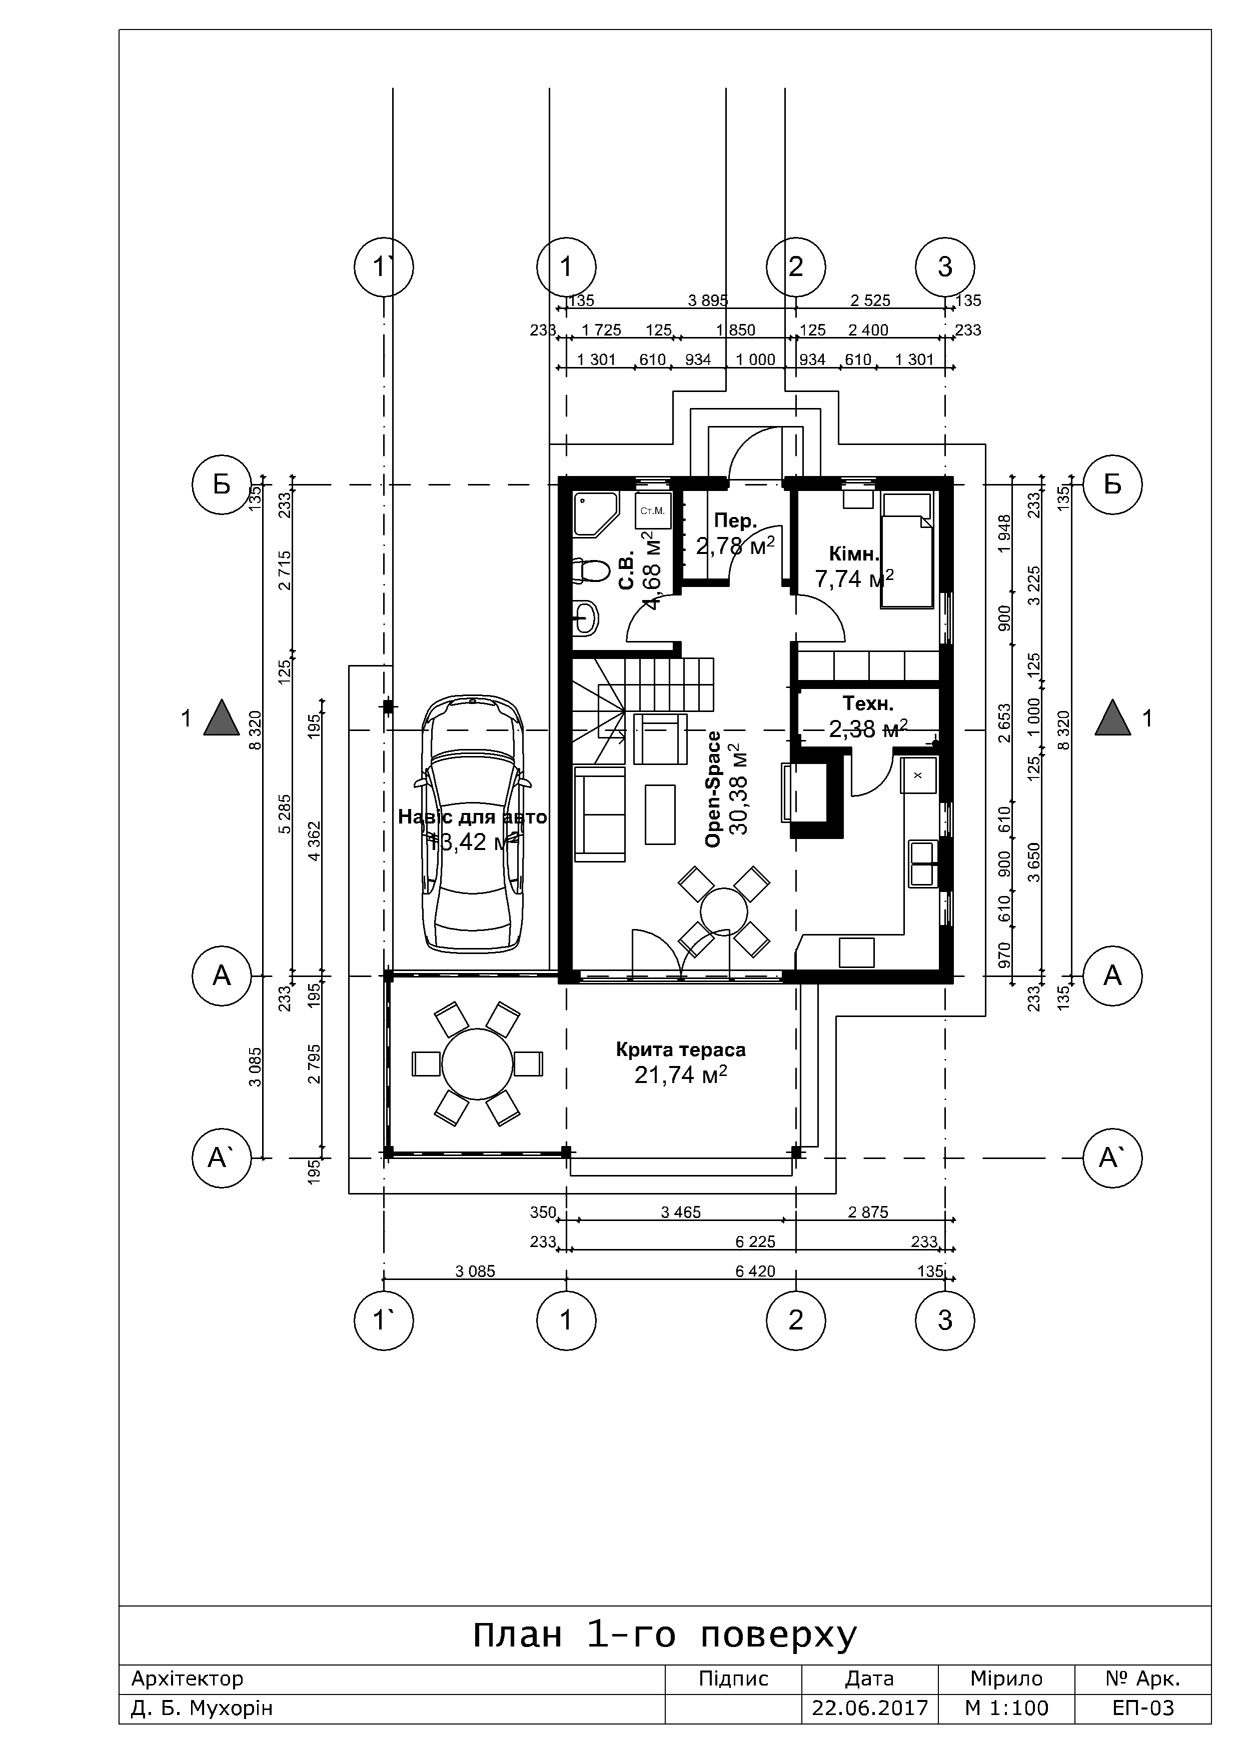 1` 1 2 3
135 3 895 2 525 135
233 1 725 125 1 850 125 2 400 233
1 301 610 934 1 000 934 610 1 301
Б Б
135 233 2 715 125 5 285 8 320 233
195 4 362 195 2 795 195 3 085
1 948 900 2 653 610 900 610 970
233 3 225 125 1 000 125 3 650 233
135 8 320 135
Ст.М.
С.В.
4,68 м²
Пер.
2,78 м²
Кімн.
7,74 м²
1 1
Техн.
2,38 м²
Open-Space
30,38 м²
X
Навіс для авто
13,42 м²
А А
Крита тераса
21,74 м²
А` А`
350 3 465 2 875
233 6 225 233
3 085 6 420 135
1` 1 2 3
План 1-го поверху
Архітектор Підпис Дата Мірило № Арк.
Д. Б. Мухорін 22.06.2017 М 1:100 ЕП-03